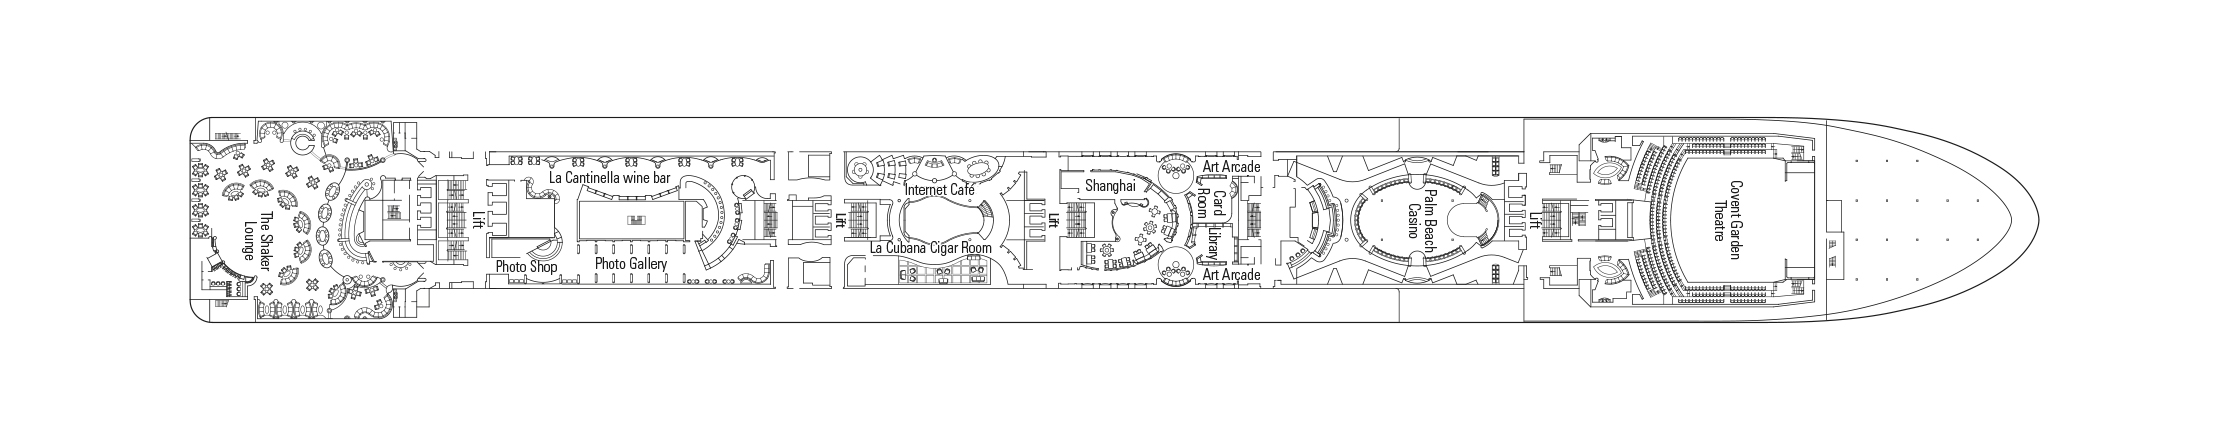 The Shaker
Lounge
Lift
La Cantinella wine bar
Photo Shop
Photo Gallery
Lift
Internet Café
La Cubana Cigar Room
Lift
Shanghai
Art Arcade
Card
Room
Library
Art Arcade
Palm Beach
Casino
Lift
Covent Garden
Theatre